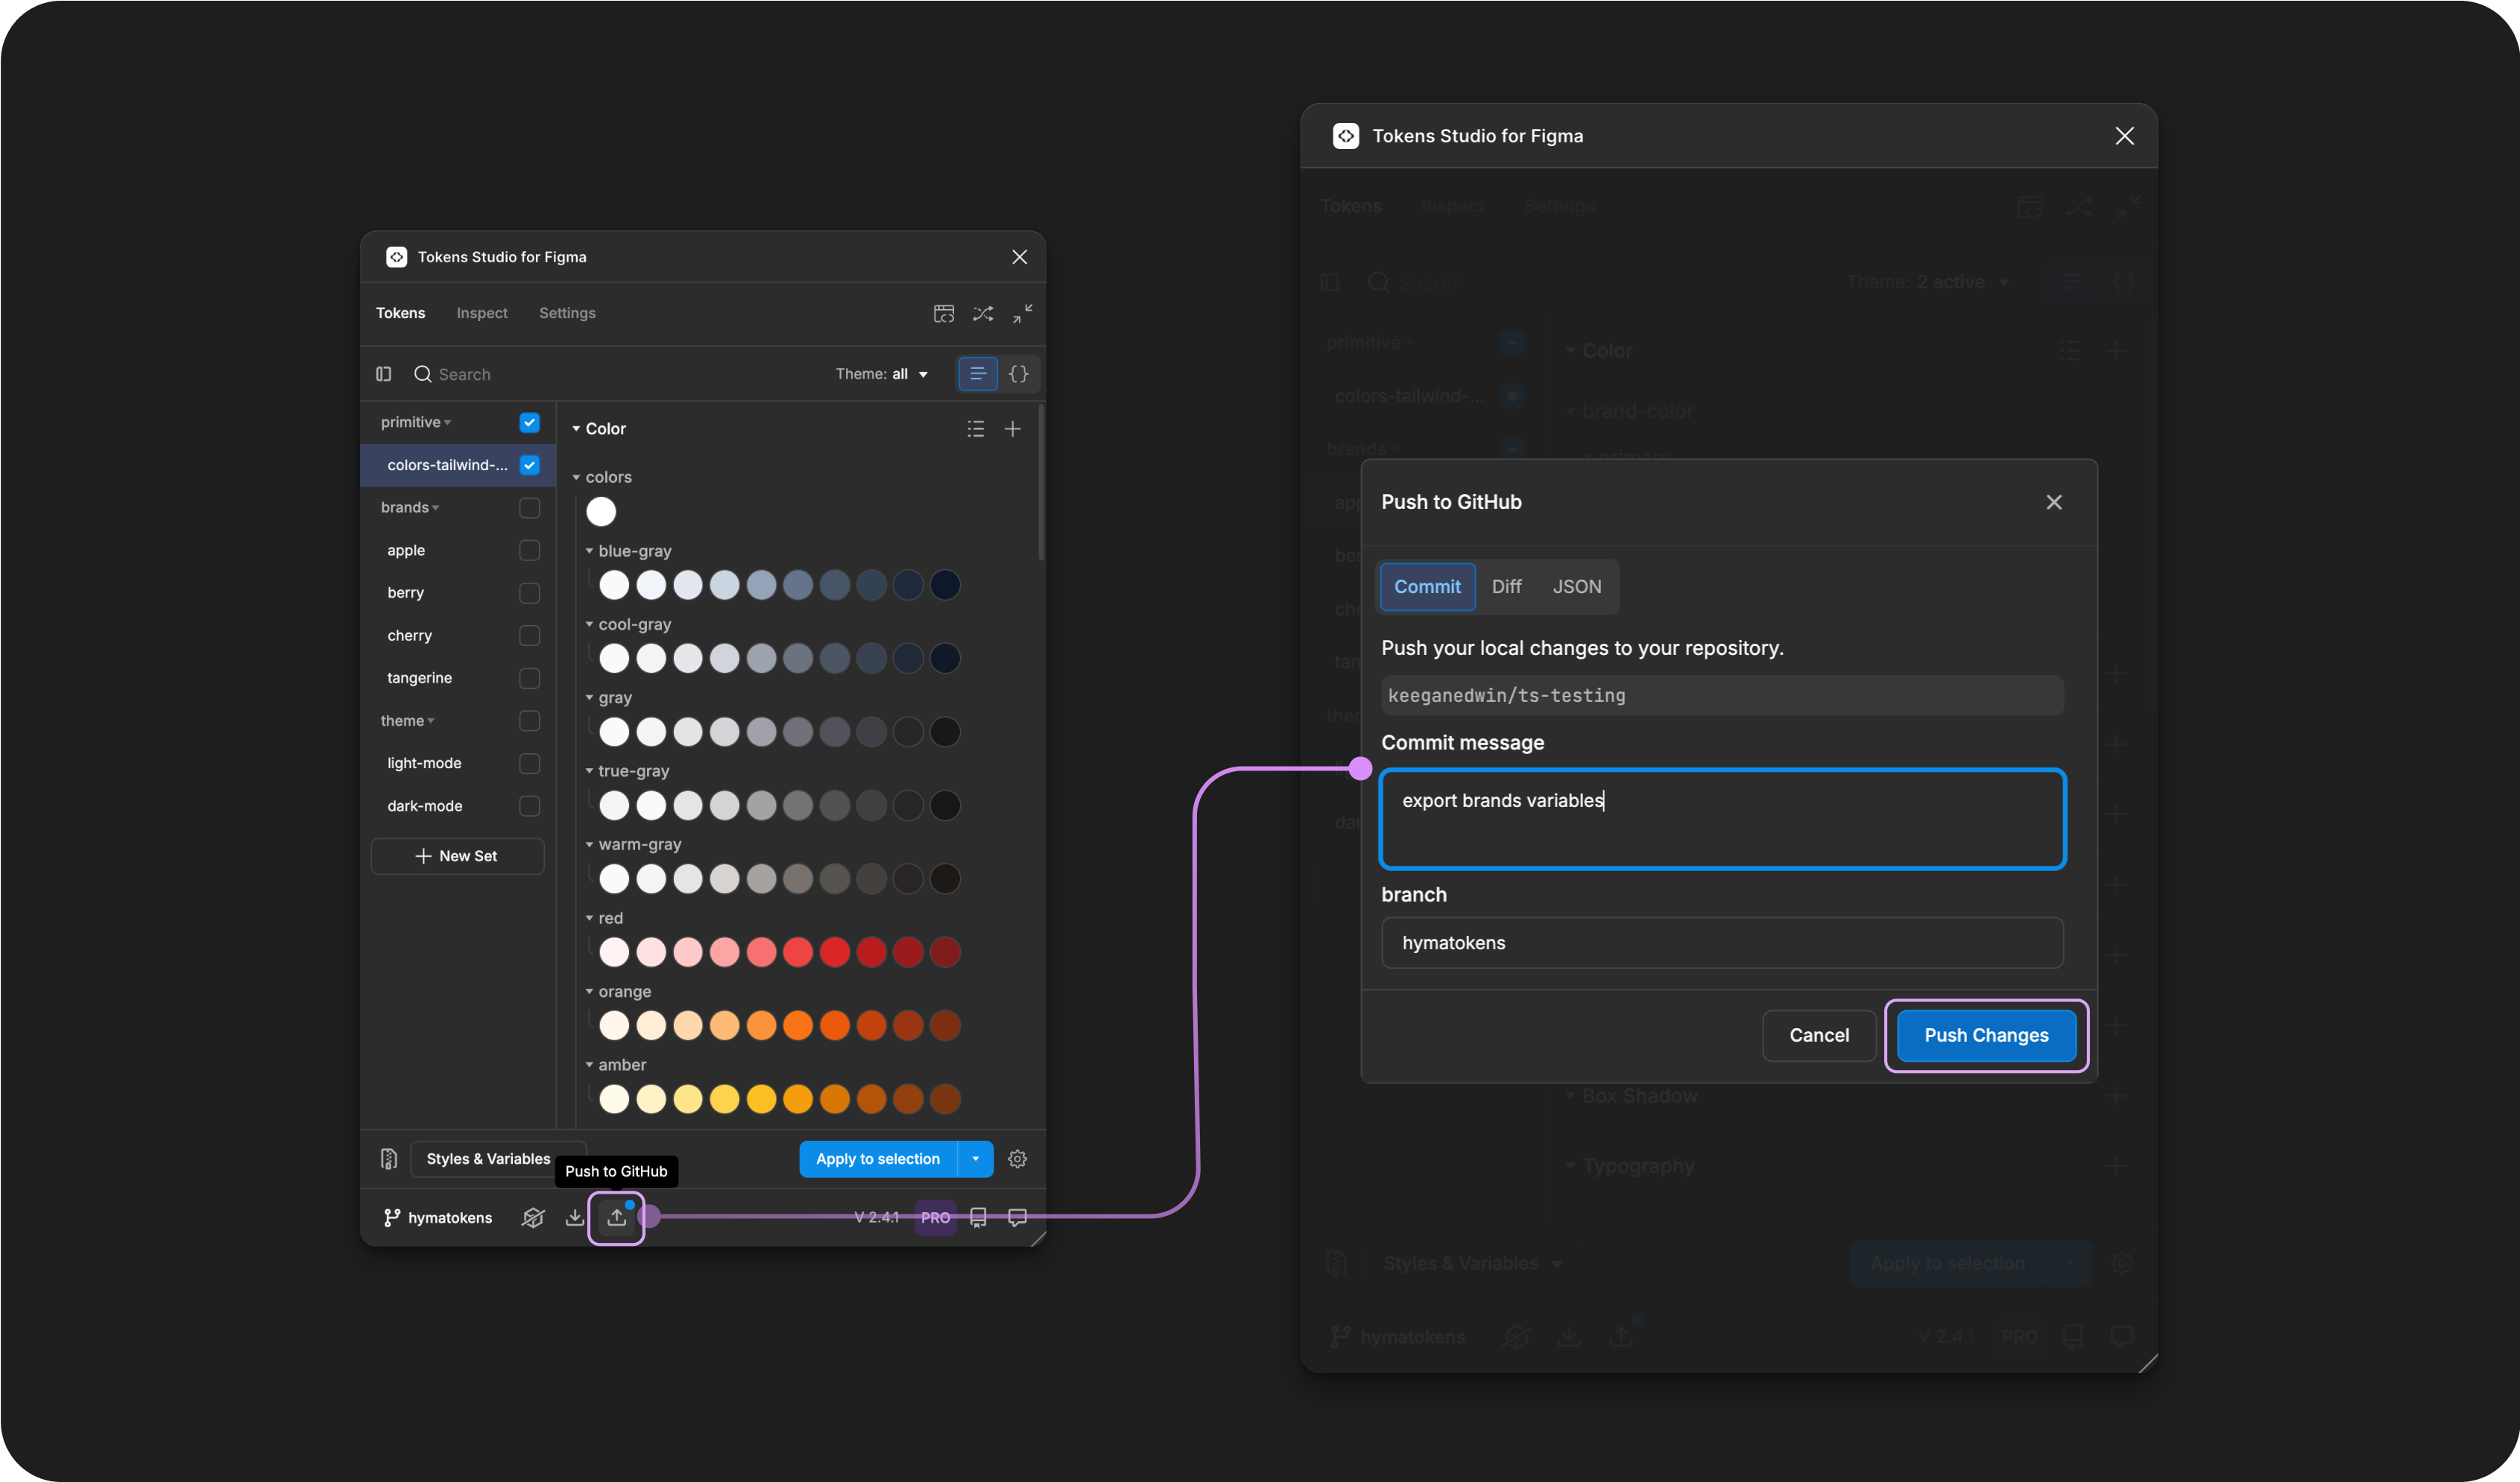 Tokens Studio for Figma
Tokens Inspect Settings
Search Theme: all
primitive
colors-tailwind-...
brands
apple
berry
cherry
tangerine
theme
light-mode
dark-mode
New Set
Color
colors
blue-gray
cool-gray
gray
true-gray
warm-gray
red
orange
amber
Styles & Variables Apply to selection
Push to GitHub
hymatokens V 2.4.1 PRO
Tokens Studio for Figma
Tokens Inspect Settings
Search Theme: 2 active
primitive
colors-tailwind-...
brands
Color
brand-color
primary
Push to GitHub
Commit Diff JSON
Push your local changes to your repository.
keeganedwin/ts-testing
Commit message
export brands variables
branch
hymatokens
Cancel Push Changes
Box Shadow
Typography
Styles & Variables Apply to selection
hymatokens V 2.4.1 PRO